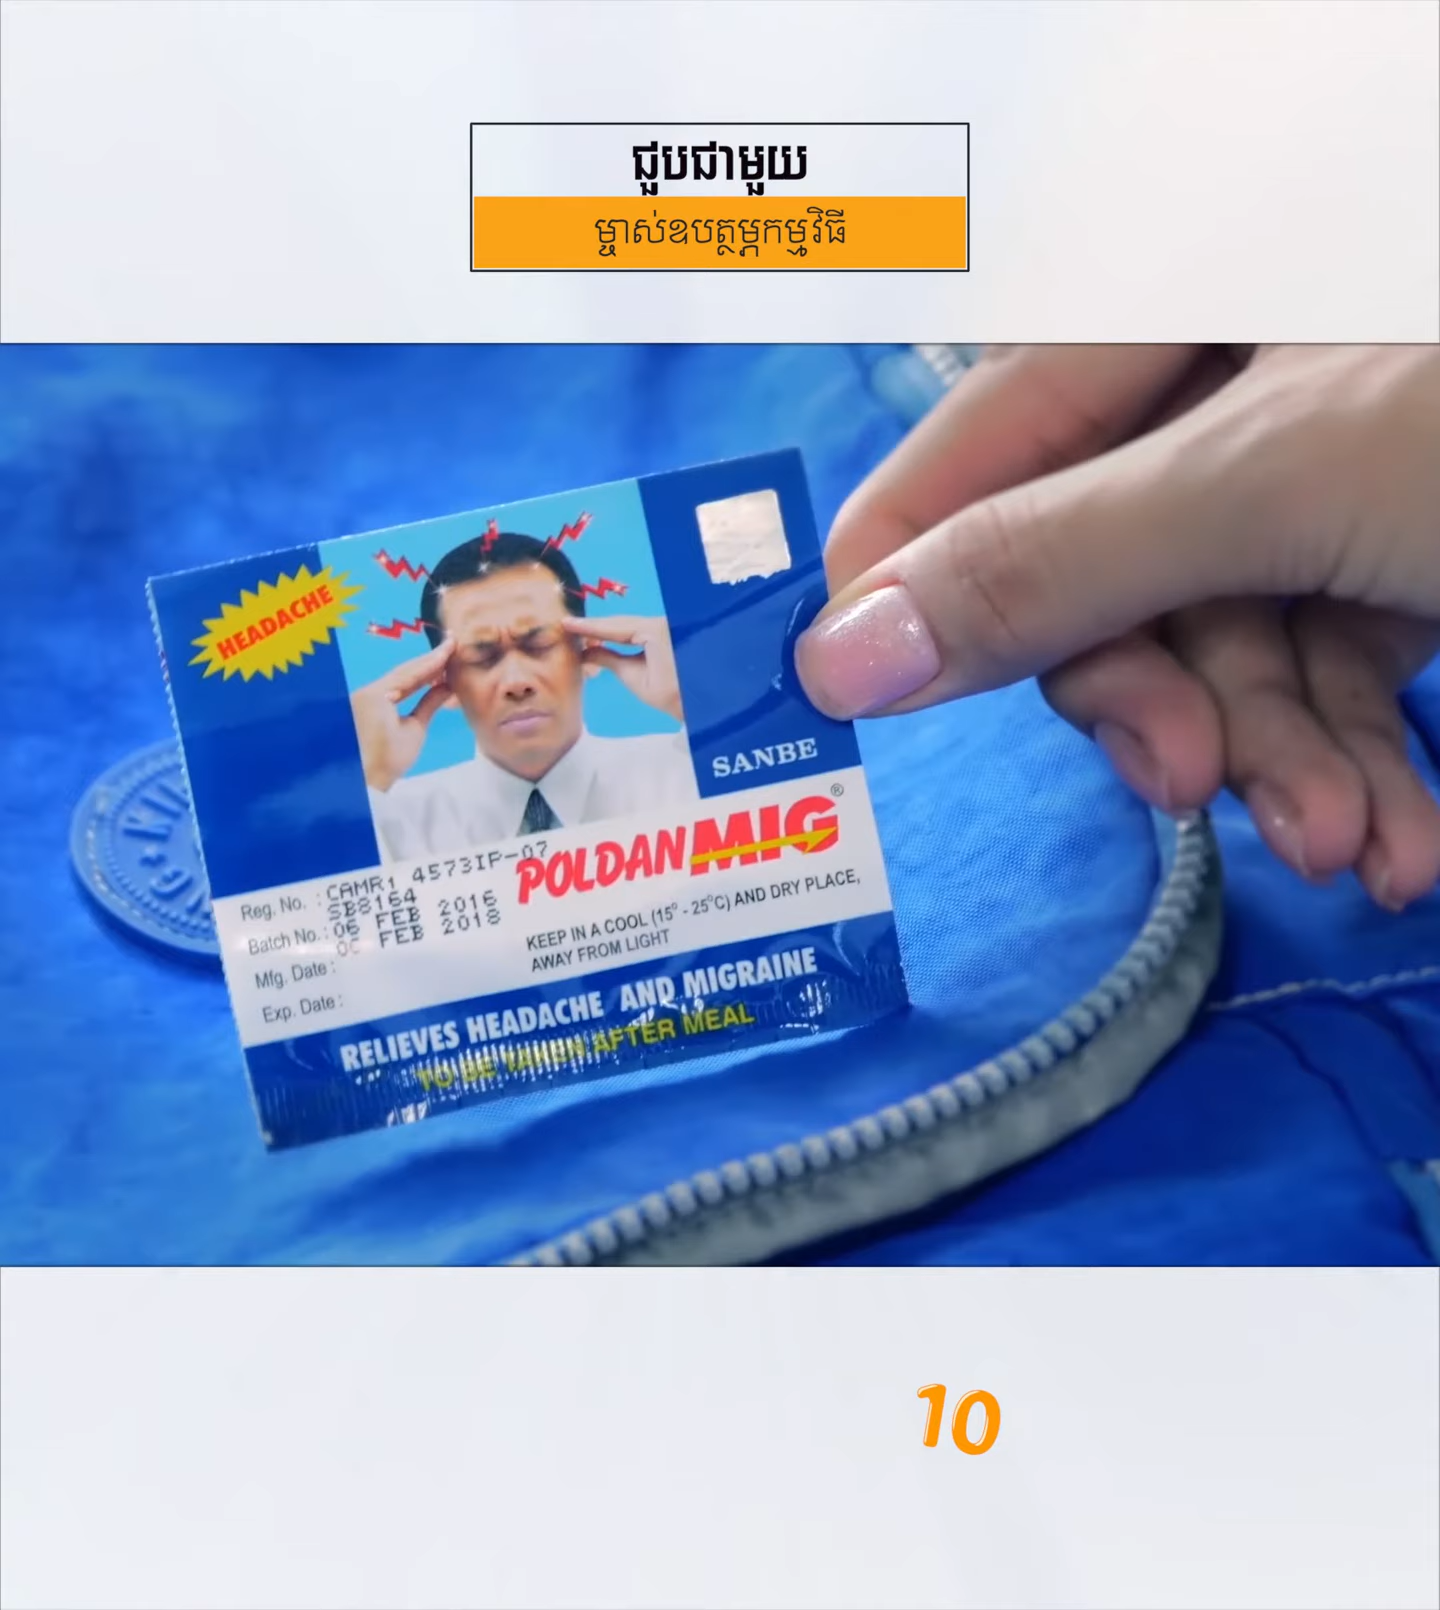 ជួបជាមួយ
ម្ចាស់ឧបត្ថម្ភកម្មវិធី
HEADACHE
SANBE
POLDANMIG®
Reg. No. : CAMR1 4573IP-07
Batch No.: SB8164
Mfg. Date : 06 FEB 2016
Exp. Date : FEB 2018
KEEP IN A COOL (15° - 25°C) AND DRY PLACE,
AWAY FROM LIGHT
RELIEVES HEADACHE AND MIGRAINE
TO BE TAKEN AFTER MEAL
10